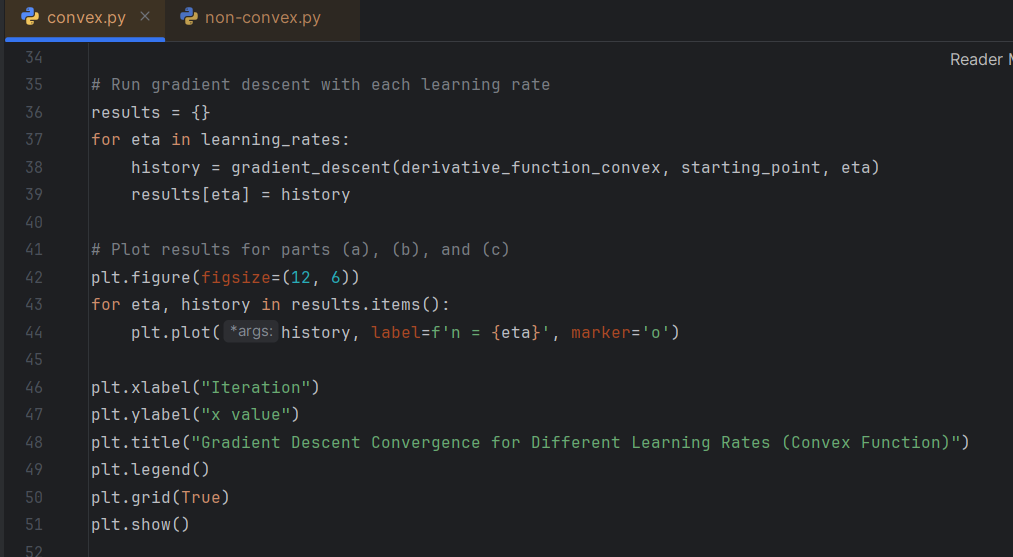 convex.py × non-convex.py
Reader M
34
35 # Run gradient descent with each learning rate
36 results = {}
37 for eta in learning_rates:
38     history = gradient_descent(derivative_function_convex, starting_point, eta)
39     results[eta] = history
40
41 # Plot results for parts (a), (b), and (c)
42 plt.figure(figsize=(12, 6))
43 for eta, history in results.items():
44     plt.plot( *args: history, label=f'n = {eta}', marker='o')
45
46 plt.xlabel("Iteration")
47 plt.ylabel("x value")
48 plt.title("Gradient Descent Convergence for Different Learning Rates (Convex Function)")
49 plt.legend()
50 plt.grid(True)
51 plt.show()
52